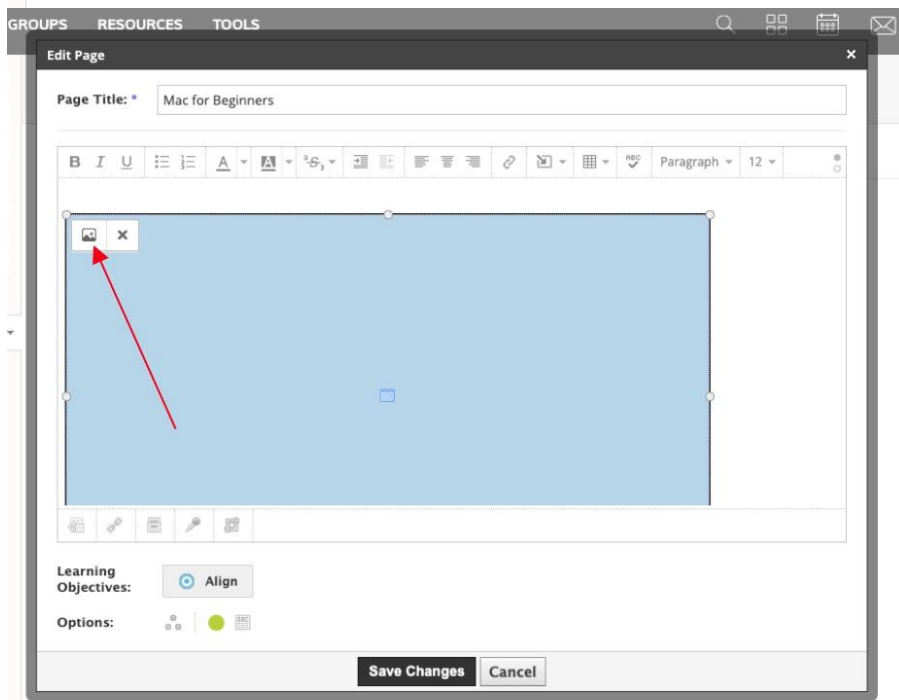 GROUPS RESOURCES TOOLS
Edit Page ×
Page Title: * Mac for Beginners
B I U A A S Paragraph 12
Learning
Objectives: Align
Options:
Save Changes Cancel